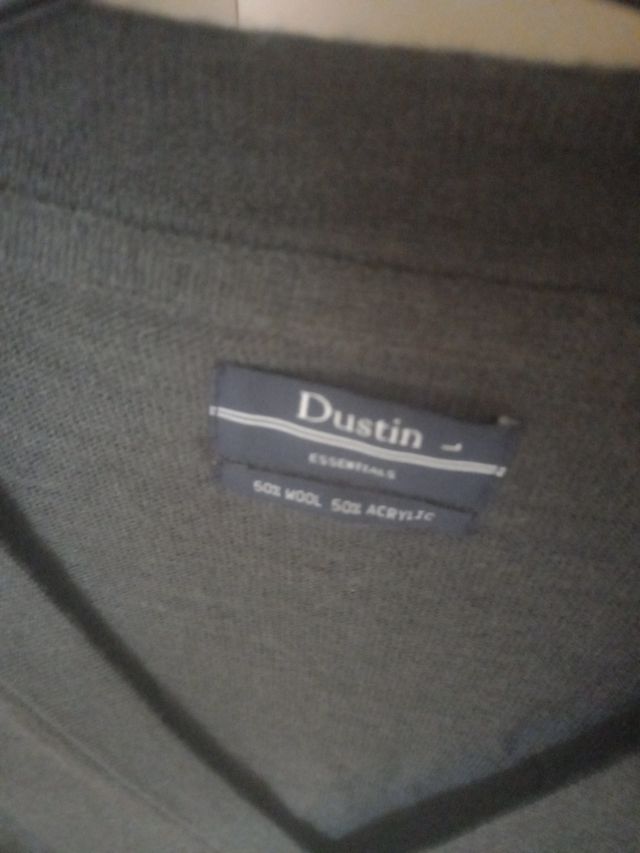 Dustin L
ESSENTIALS
50% WOOL 50% ACRYLIC